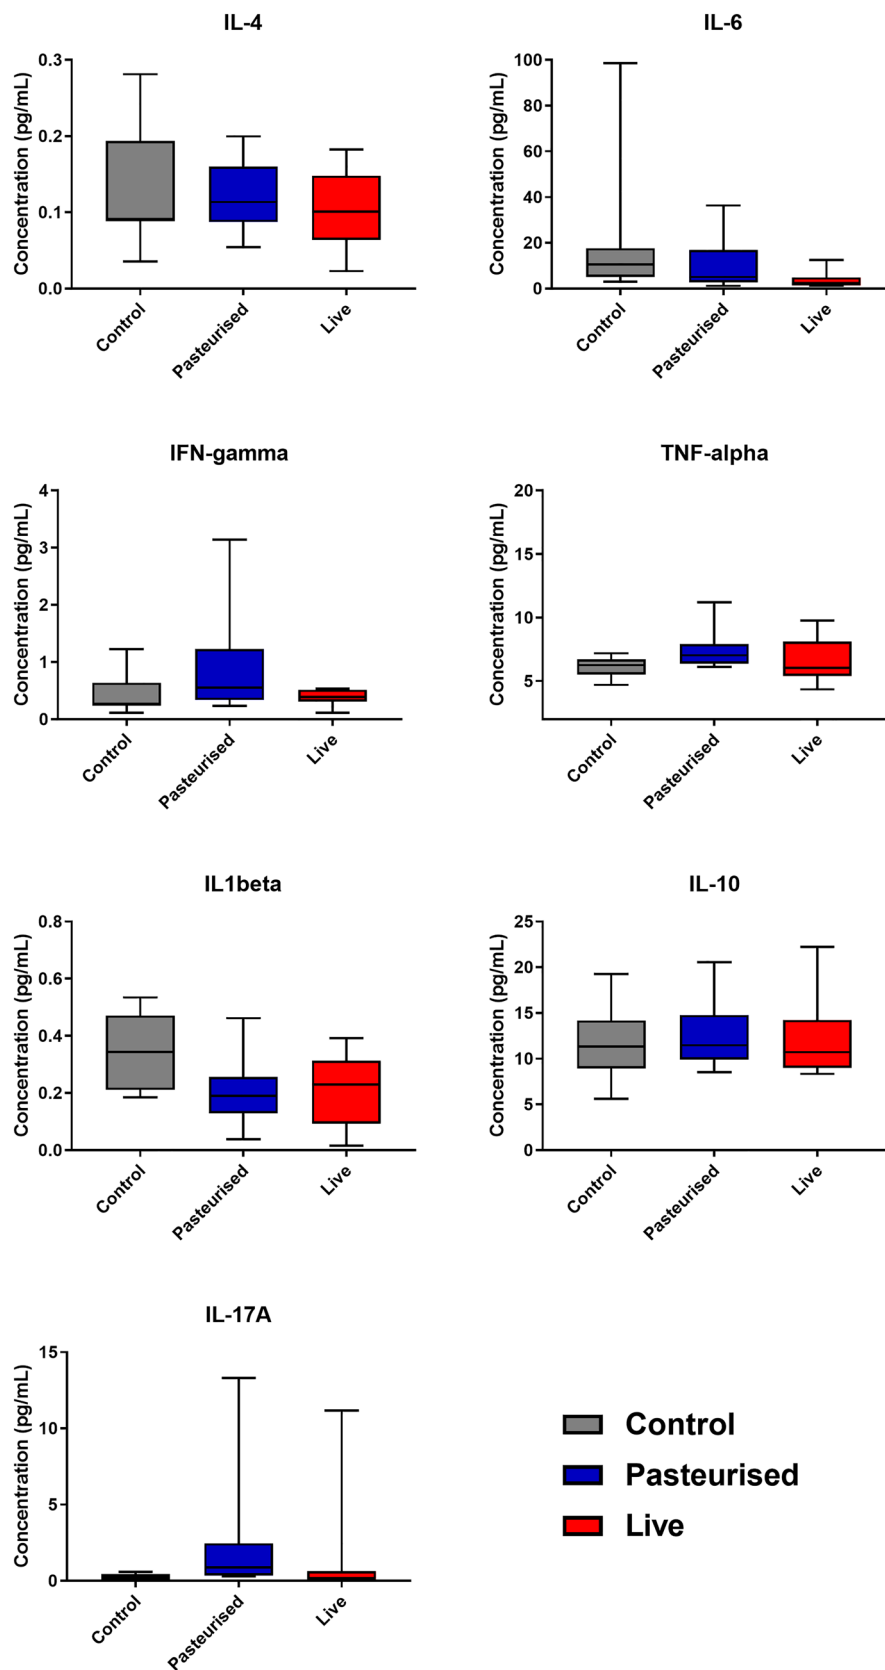 IL-4
Concentration (pg/mL)
0.3
0.2
0.1
0.0
Control
Pasteurised
Live
IL-6
Concentration (pg/mL)
100
80
60
40
20
0
Control
Pasteurised
Live
IFN-gamma
Concentration (pg/mL)
4
3
2
1
0
Control
Pasteurised
Live
TNF-alpha
Concentration (pg/mL)
20
15
10
5
Control
Pasteurised
Live
IL1beta
Concentration (pg/mL)
0.8
0.6
0.4
0.2
0.0
Control
Pasteurised
Live
IL-10
Concentration (pg/mL)
25
20
15
10
5
0
Control
Pasteurised
Live
IL-17A
Concentration (pg/mL)
15
10
5
0
Control
Pasteurised
Live
Control
Pasteurised
Live